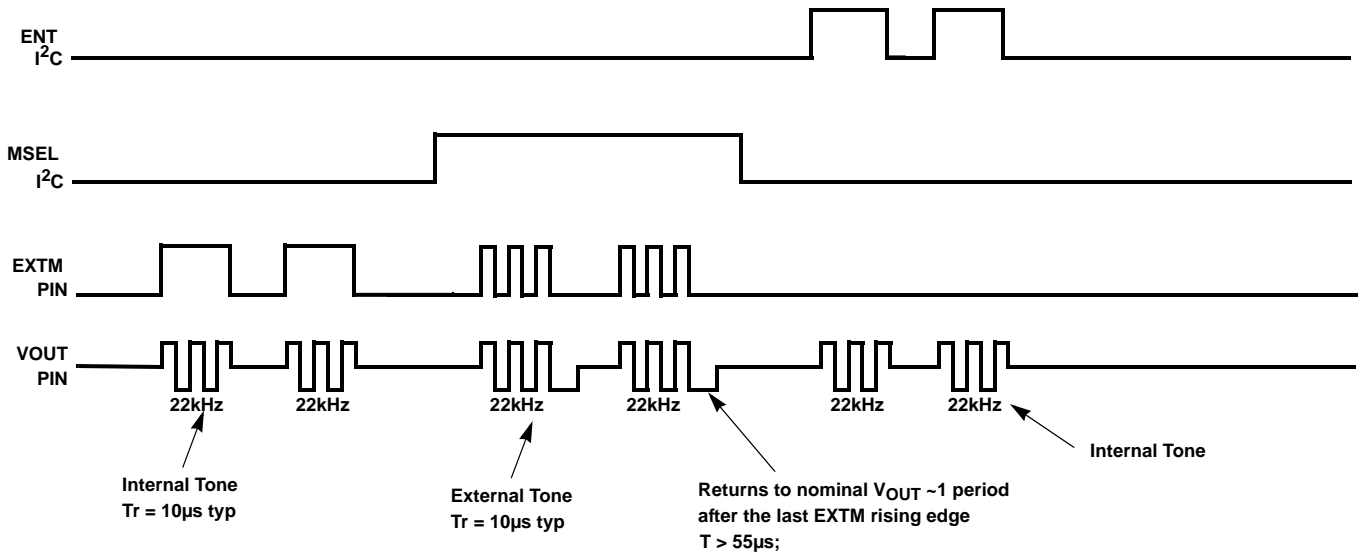 ENT
I²C
MSEL
I²C
EXTM
PIN
VOUT
PIN
22kHz 22kHz 22kHz 22kHz 22kHz 22kHz
Internal Tone
Tr = 10µs typ
External Tone
Tr = 10µs typ
Returns to nominal VOUT ~1 period
after the last EXTM rising edge
T > 55µs;
Internal Tone